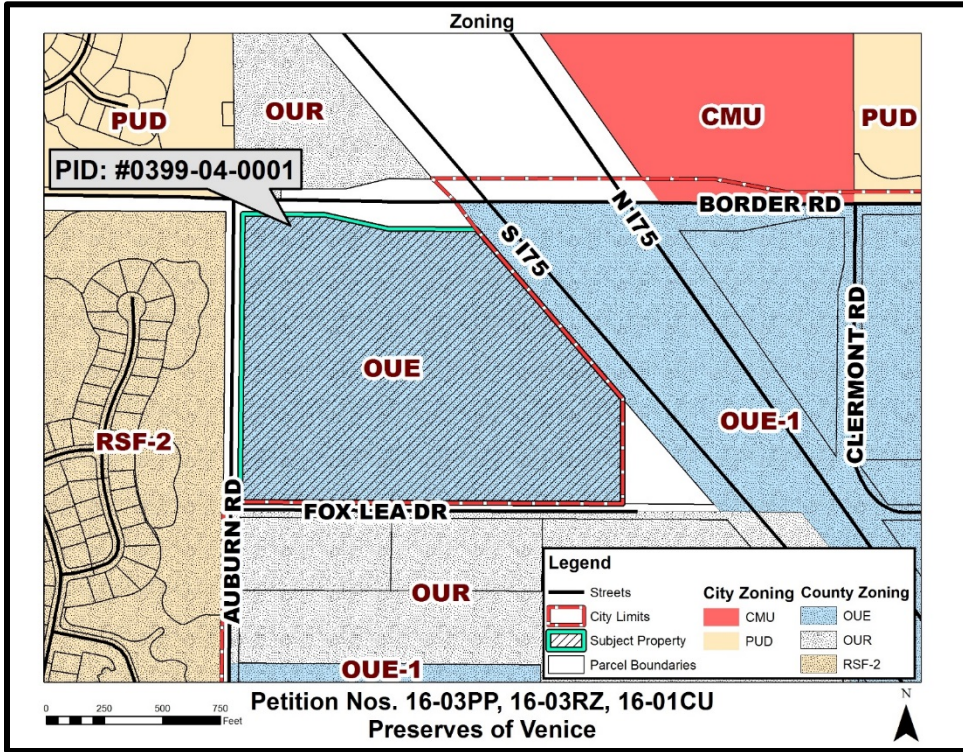 Zoning
PUD
OUR
CMU
PUD
PID: #0399-04-0001
BORDER RD
S I75
N I75
OUE
RSF-2
OUE-1
CLERMONT RD
AUBURN RD
FOX LEA DR
OUR
OUE-1
Legend
Streets
City Limits
Subject Property
Parcel Boundaries
City Zoning
CMU
PUD
County Zoning
OUE
OUR
RSF-2
0 250 500 750
Feet
Petition Nos. 16-03PP, 16-03RZ, 16-01CU
Preserves of Venice
N